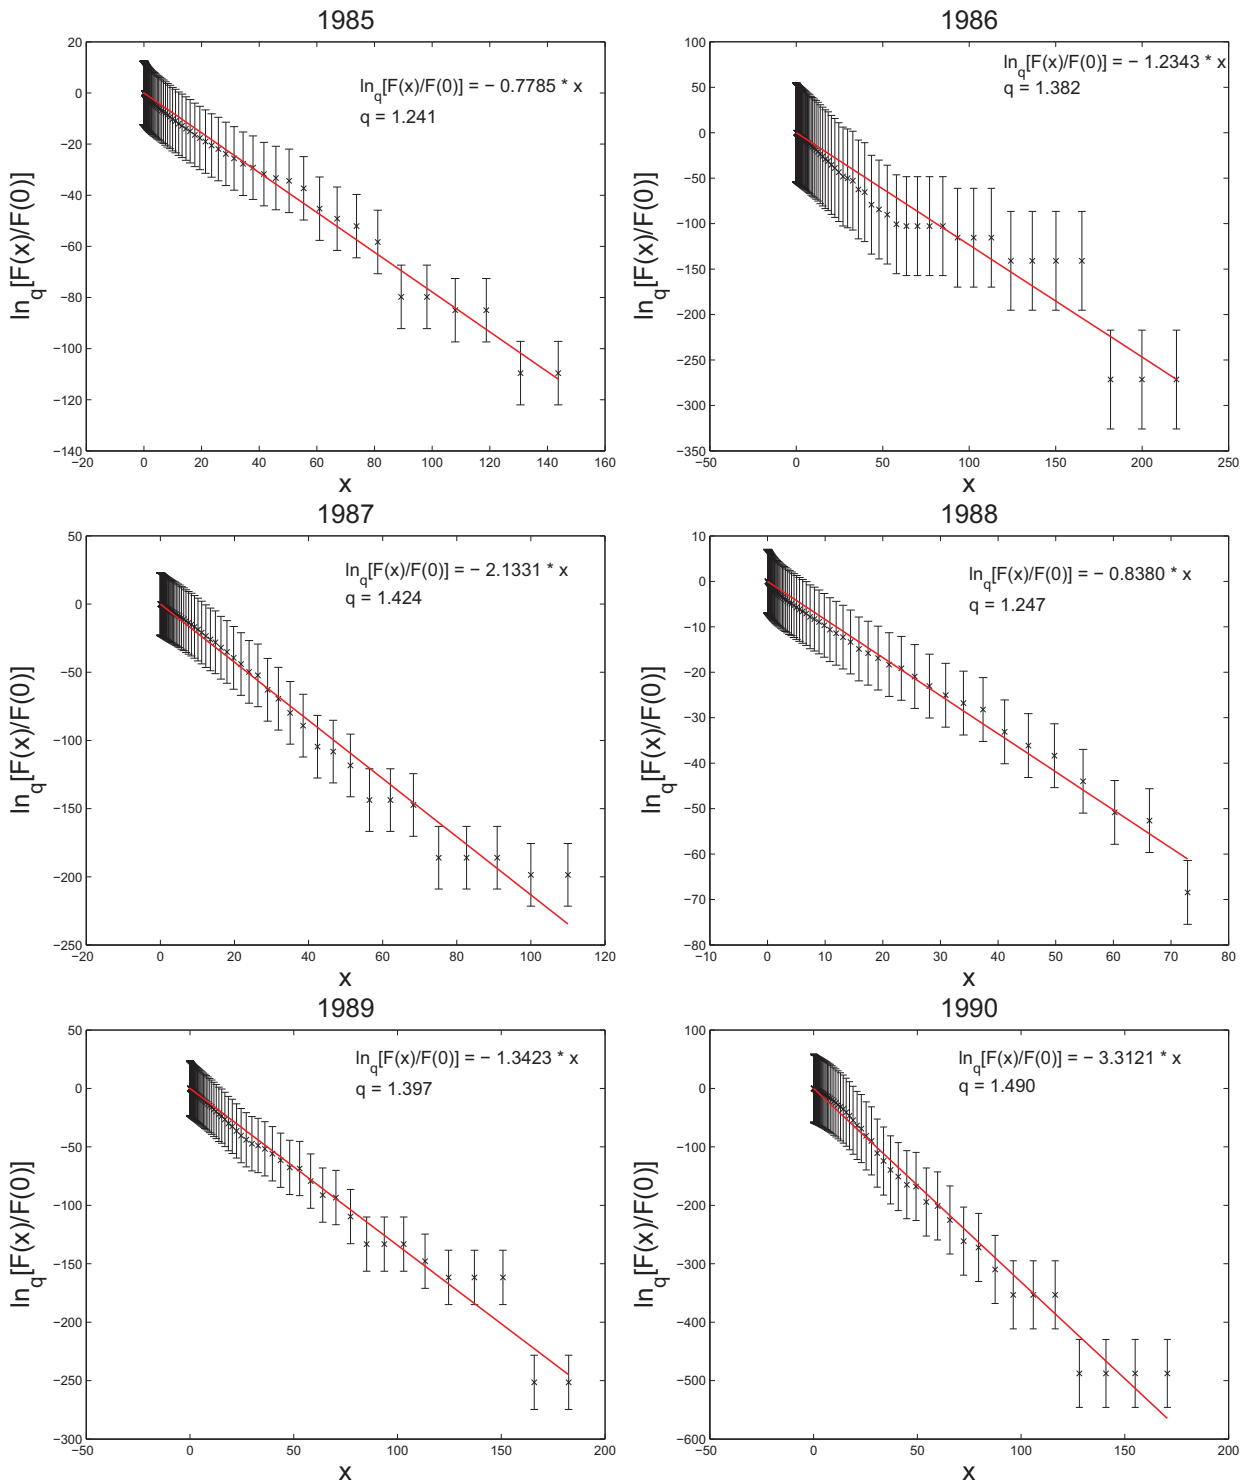 1985
20
0
−20
−40
−60
−80
−100
−120
−140
ln_q[F(x)/F(0)]
ln_q[F(x)/F(0)] = − 0.7785 * x
q = 1.241
−20 0 20 40 60 80 100 120 140 160
x
1986
100
50
0
−50
−100
−150
−200
−250
−300
−350
ln_q[F(x)/F(0)]
ln_q[F(x)/F(0)] = − 1.2343 * x
q = 1.382
−50 0 50 100 150 200 250
x
1987
50
0
−50
−100
−150
−200
−250
ln_q[F(x)/F(0)]
ln_q[F(x)/F(0)] = − 2.1331 * x
q = 1.424
−20 0 20 40 60 80 100 120
x
1988
10
0
−10
−20
−30
−40
−50
−60
−70
−80
ln_q[F(x)/F(0)]
ln_q[F(x)/F(0)] = − 0.8380 * x
q = 1.247
−10 0 10 20 30 40 50 60 70 80
x
1989
50
0
−50
−100
−150
−200
−250
−300
ln_q[F(x)/F(0)]
ln_q[F(x)/F(0)] = − 1.3423 * x
q = 1.397
−50 0 50 100 150 200
x
1990
100
0
−100
−200
−300
−400
−500
−600
ln_q[F(x)/F(0)]
ln_q[F(x)/F(0)] = − 3.3121 * x
q = 1.490
−50 0 50 100 150 200
x